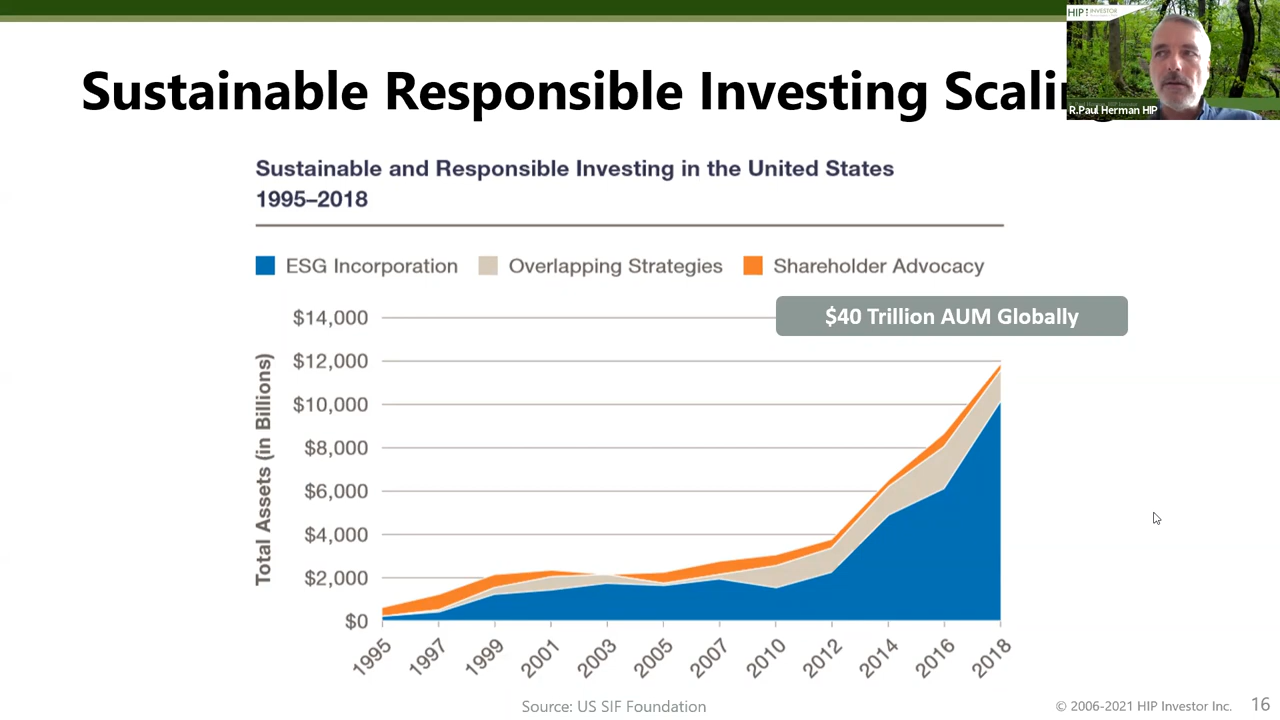 Sustainable Responsible Investing Scaling
HIP INVESTOR
R.Paul Herman HIP
Sustainable and Responsible Investing in the United States
1995–2018
ESG Incorporation Overlapping Strategies Shareholder Advocacy
$40 Trillion AUM Globally
Total Assets (in Billions)
$14,000
$12,000
$10,000
$8,000
$6,000
$4,000
$2,000
$0
1995 1997 1999 2001 2003 2005 2007 2010 2012 2014 2016 2018
Source: US SIF Foundation
© 2006-2021 HIP Investor Inc. 16